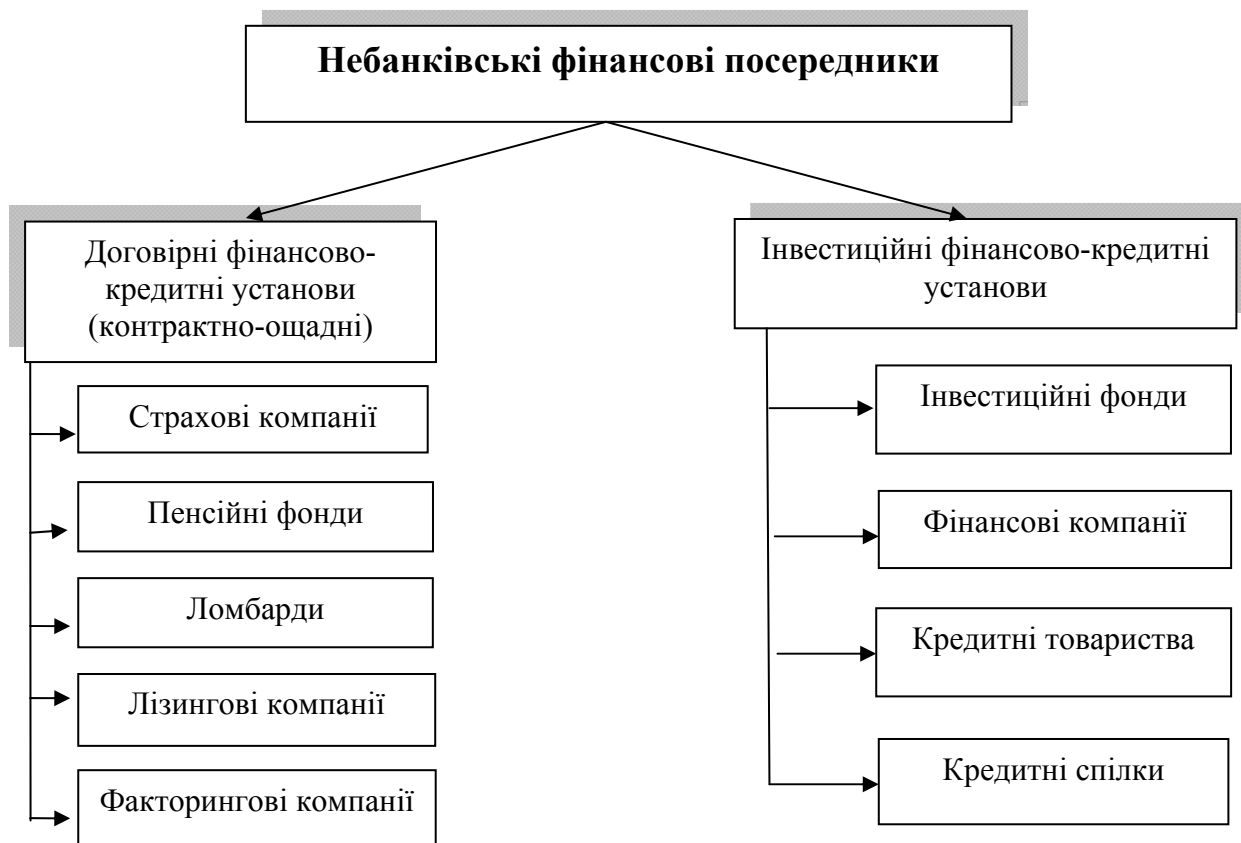 Небанківські фінансові посередники
Договірні фінансово-
кредитні установи
(контрактно-ощадні)
Страхові компанії
Пенсійні фонди
Ломбарди
Лізингові компанії
Факторингові компанії
Інвестиційні фінансово-кредитні
установи
Інвестиційні фонди
Фінансові компанії
Кредитні товариства
Кредитні спілки